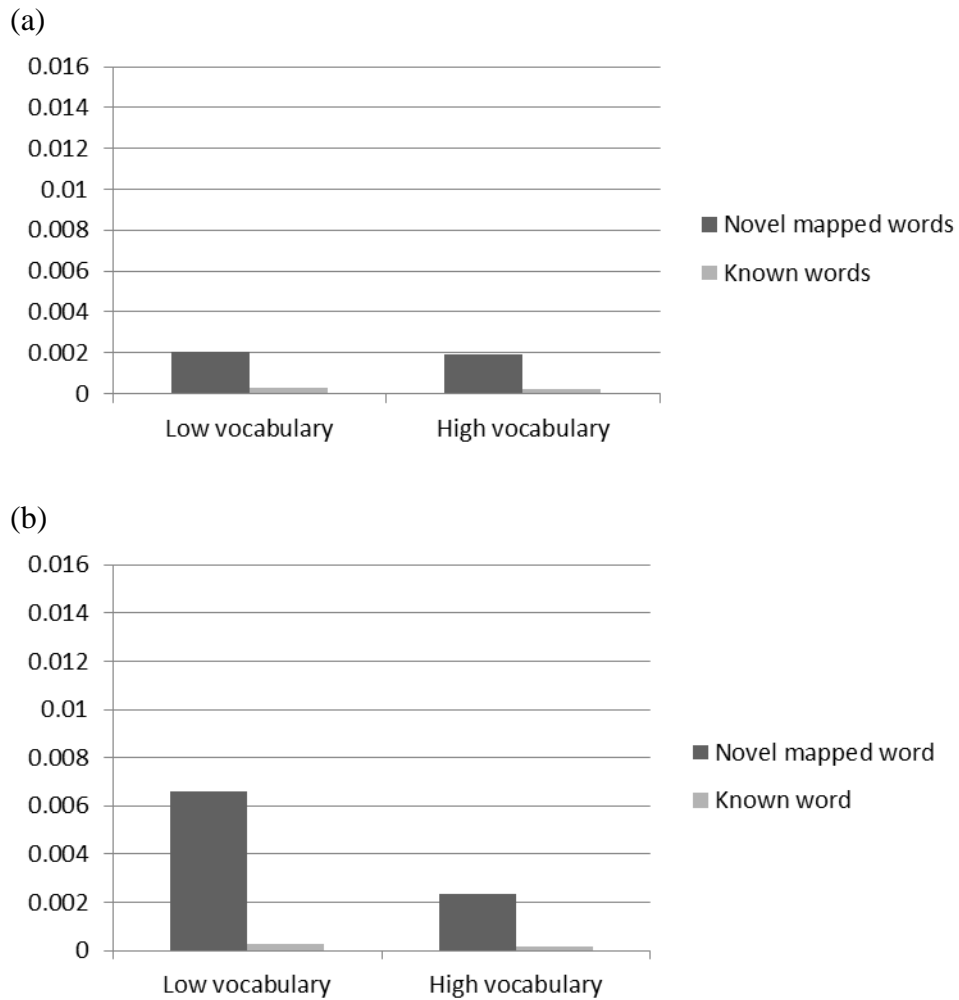 (a)
0.016
0.014
0.012
0.01
0.008
0.006
0.004
0.002
0
Low vocabulary
High vocabulary
Novel mapped words
Known words
(b)
0.016
0.014
0.012
0.01
0.008
0.006
0.004
0.002
0
Low vocabulary
High vocabulary
Novel mapped word
Known word